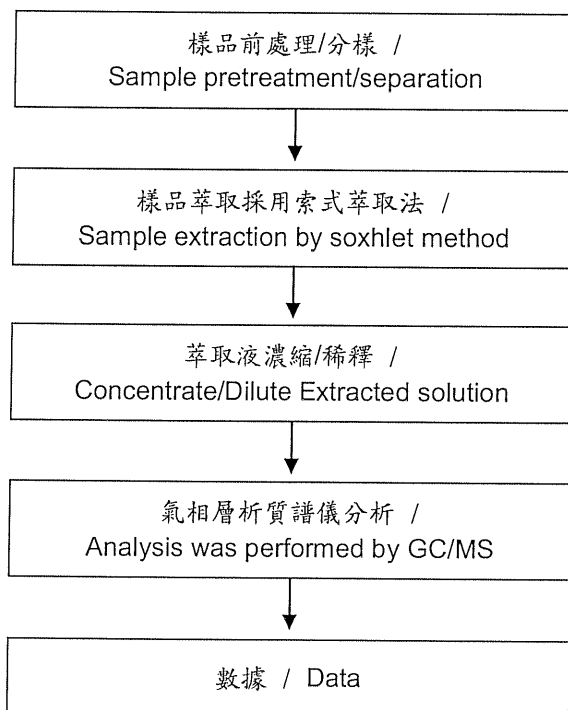 樣品前處理/分樣 /
Sample pretreatment/separation
樣品萃取採用索式萃取法 /
Sample extraction by soxhlet method
萃取液濃縮/稀釋 /
Concentrate/Dilute Extracted solution
氣相層析質譜儀分析 /
Analysis was performed by GC/MS
數據 / Data